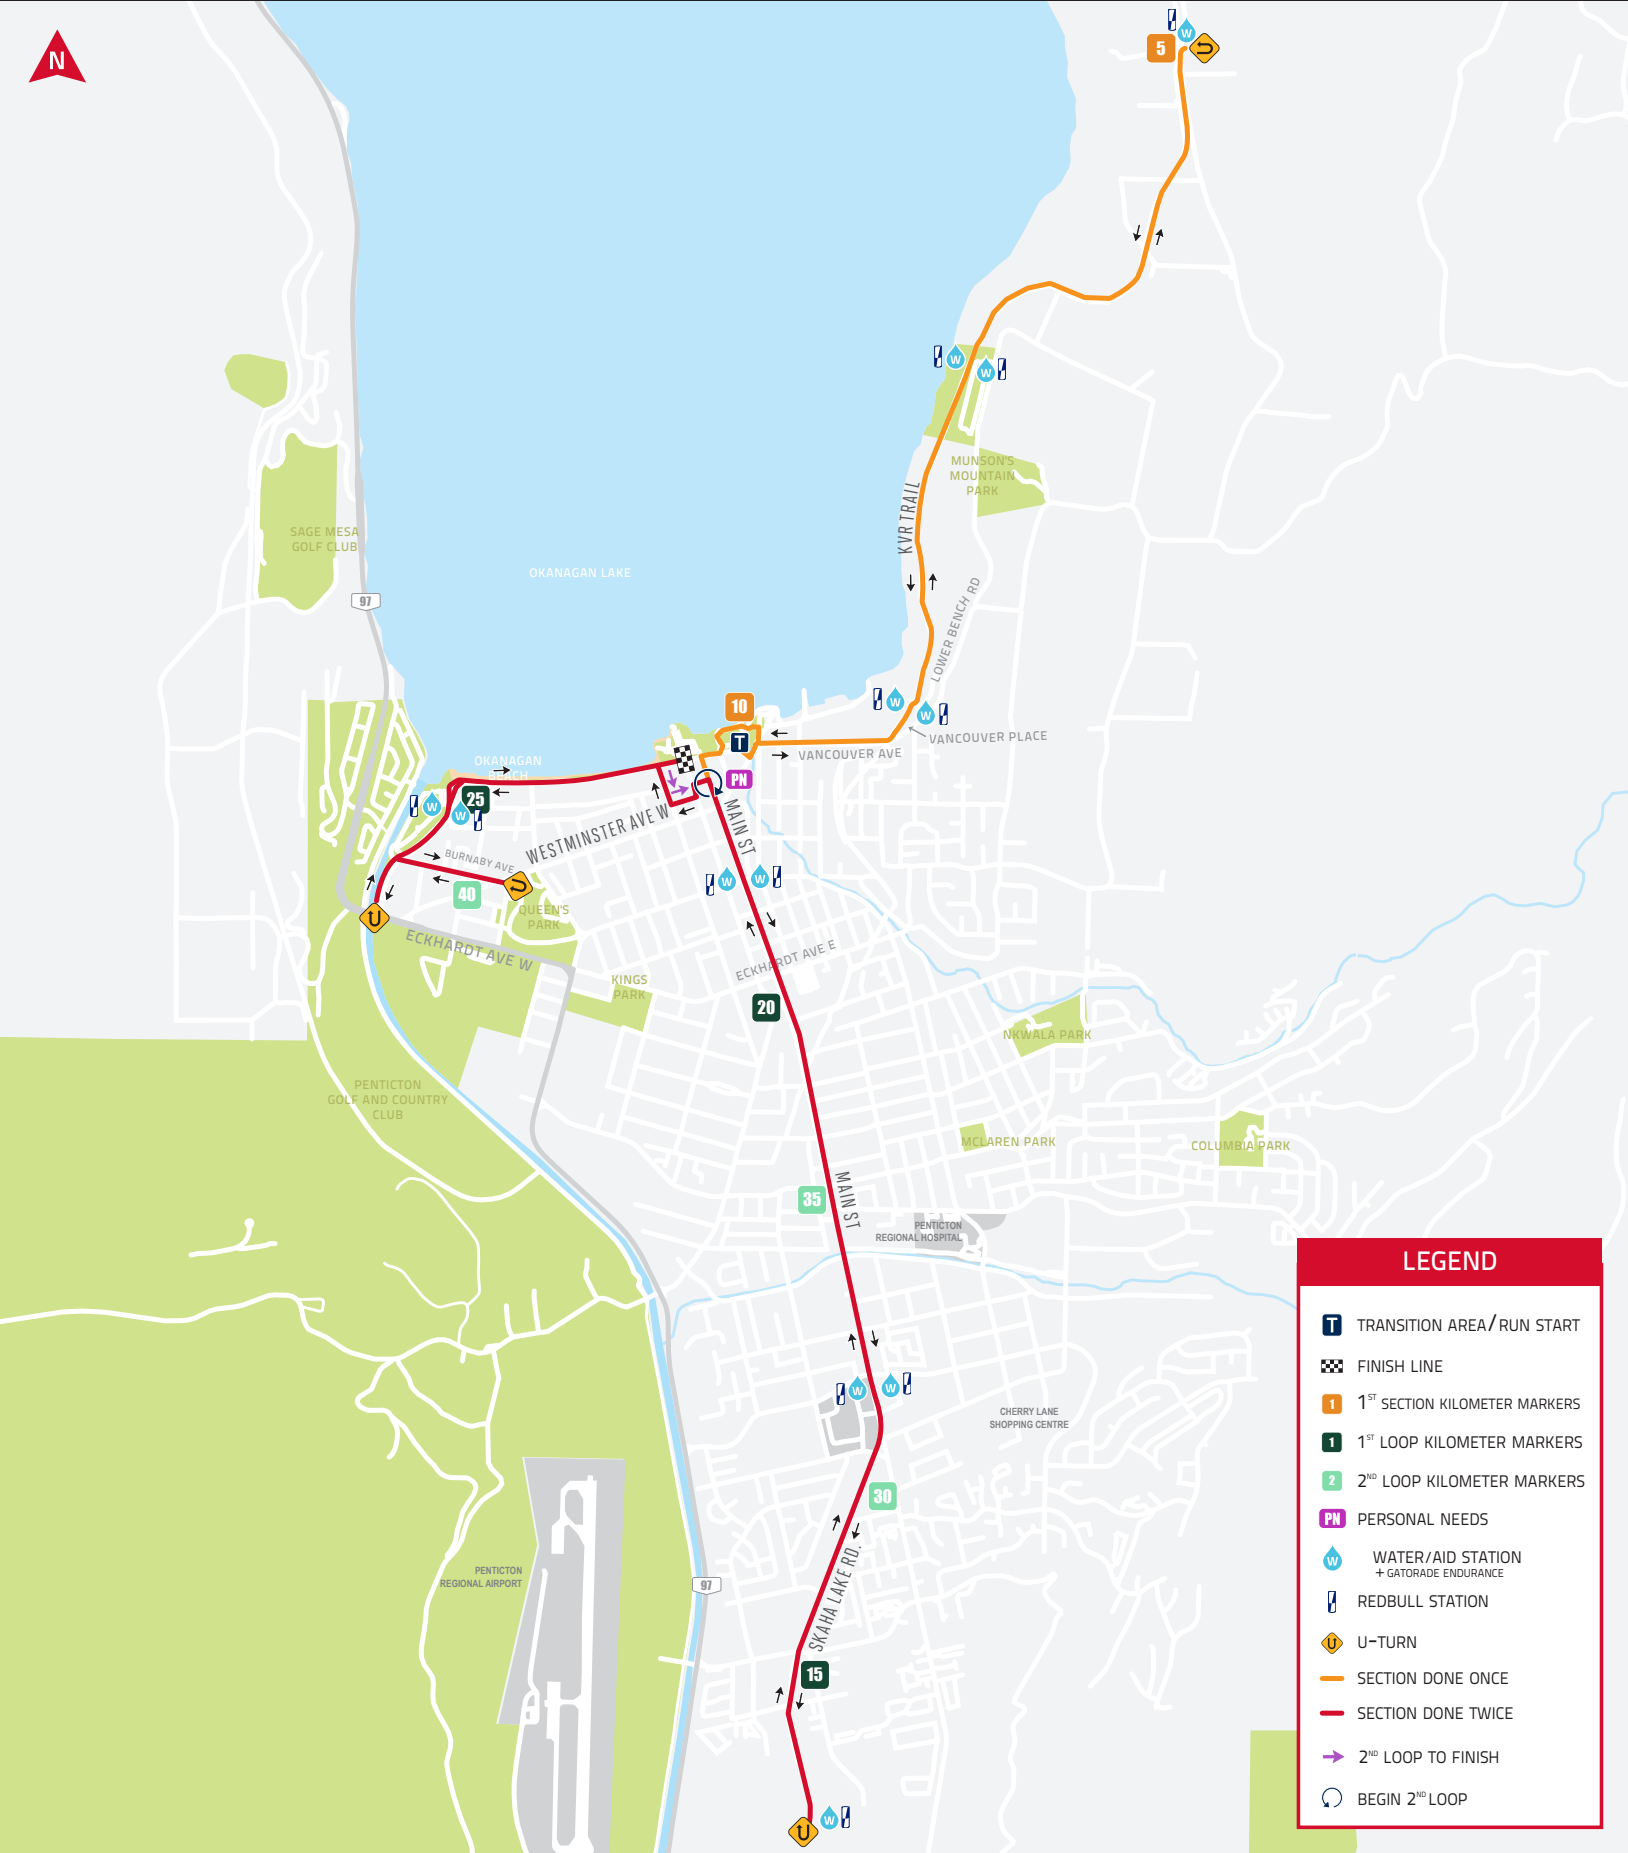 N
5
W
W
W
MUNSON'S
MOUNTAIN
PARK
KVR TRAIL
SAGE MESA
GOLF CLUB
OKANAGAN LAKE
97
LOWER BENCH RD
W
W
10
T
VANCOUVER PLACE
VANCOUVER AVE
OKANAGAN
BEACH
PN
25
W
W
WESTMINSTER AVE W
MAIN ST
BURNABY AVE
40
W
W
QUEEN'S
PARK
ECKHARDT AVE W
ECKHARDT AVE E
KINGS
PARK
20
NKWALA PARK
PENTICTON
GOLF AND COUNTRY
CLUB
MCLAREN PARK
COLUMBIA PARK
35
MAIN ST
PENTICTON
REGIONAL HOSPITAL
W
W
CHERRY LANE
SHOPPING CENTRE
30
SKAHA LAKE RD.
PENTICTON
REGIONAL AIRPORT
97
15
W
LEGEND
T TRANSITION AREA/RUN START
FINISH LINE
1 1ST SECTION KILOMETER MARKERS
1 1ST LOOP KILOMETER MARKERS
2 2ND LOOP KILOMETER MARKERS
PN PERSONAL NEEDS
W WATER/AID STATION
+ GATORADE ENDURANCE
REDBULL STATION
U-TURN
SECTION DONE ONCE
SECTION DONE TWICE
2ND LOOP TO FINISH
BEGIN 2ND LOOP